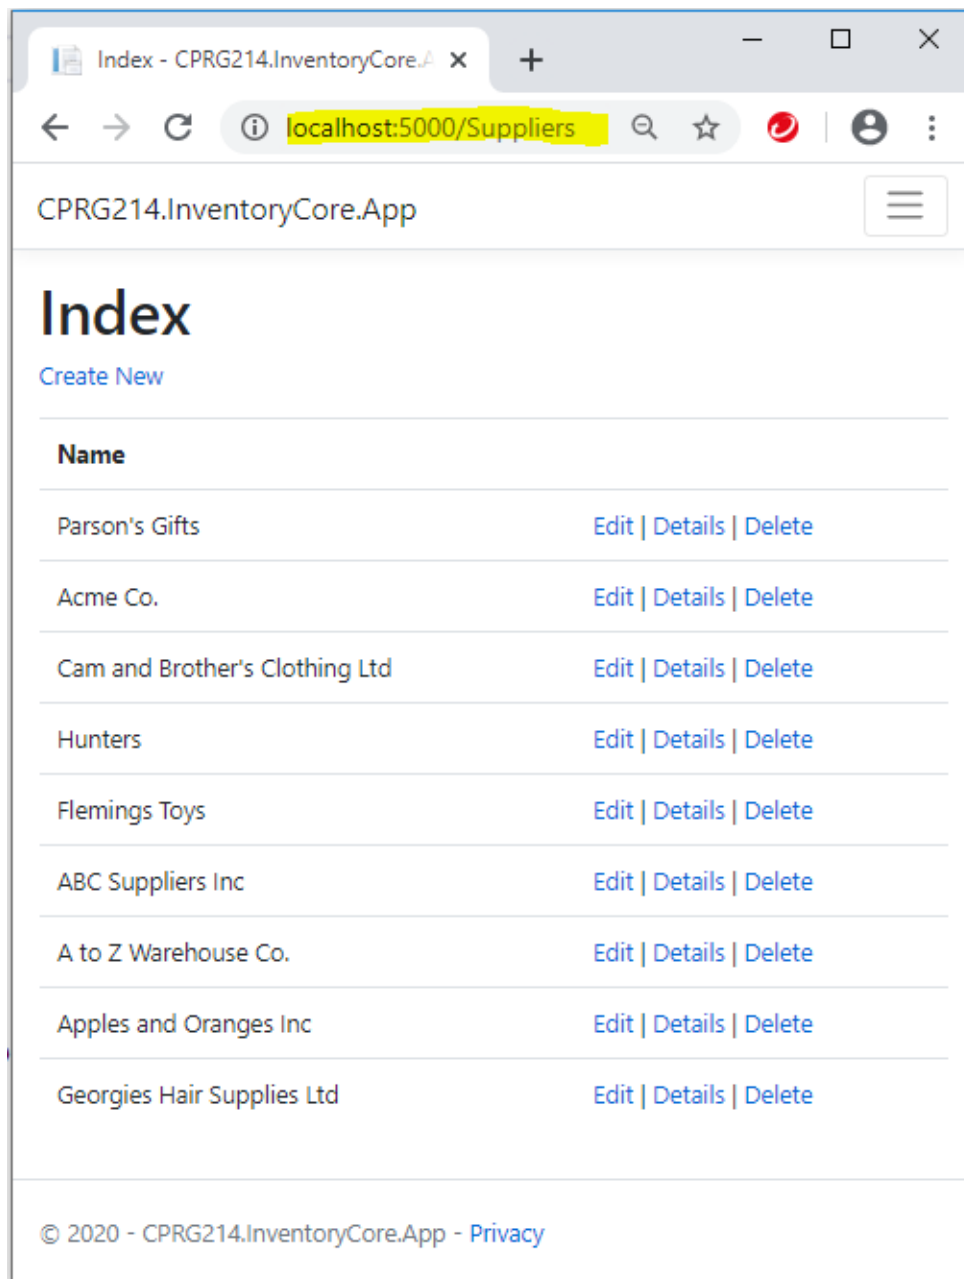 Index - CPRG214.InventoryCore.A
localhost:5000/Suppliers
CPRG214.InventoryCore.App
Index
Create New
Name
Parson's Gifts Edit | Details | Delete
Acme Co. Edit | Details | Delete
Cam and Brother's Clothing Ltd Edit | Details | Delete
Hunters Edit | Details | Delete
Flemings Toys Edit | Details | Delete
ABC Suppliers Inc Edit | Details | Delete
A to Z Warehouse Co. Edit | Details | Delete
Apples and Oranges Inc Edit | Details | Delete
Georgies Hair Supplies Ltd Edit | Details | Delete
© 2020 - CPRG214.InventoryCore.App - Privacy